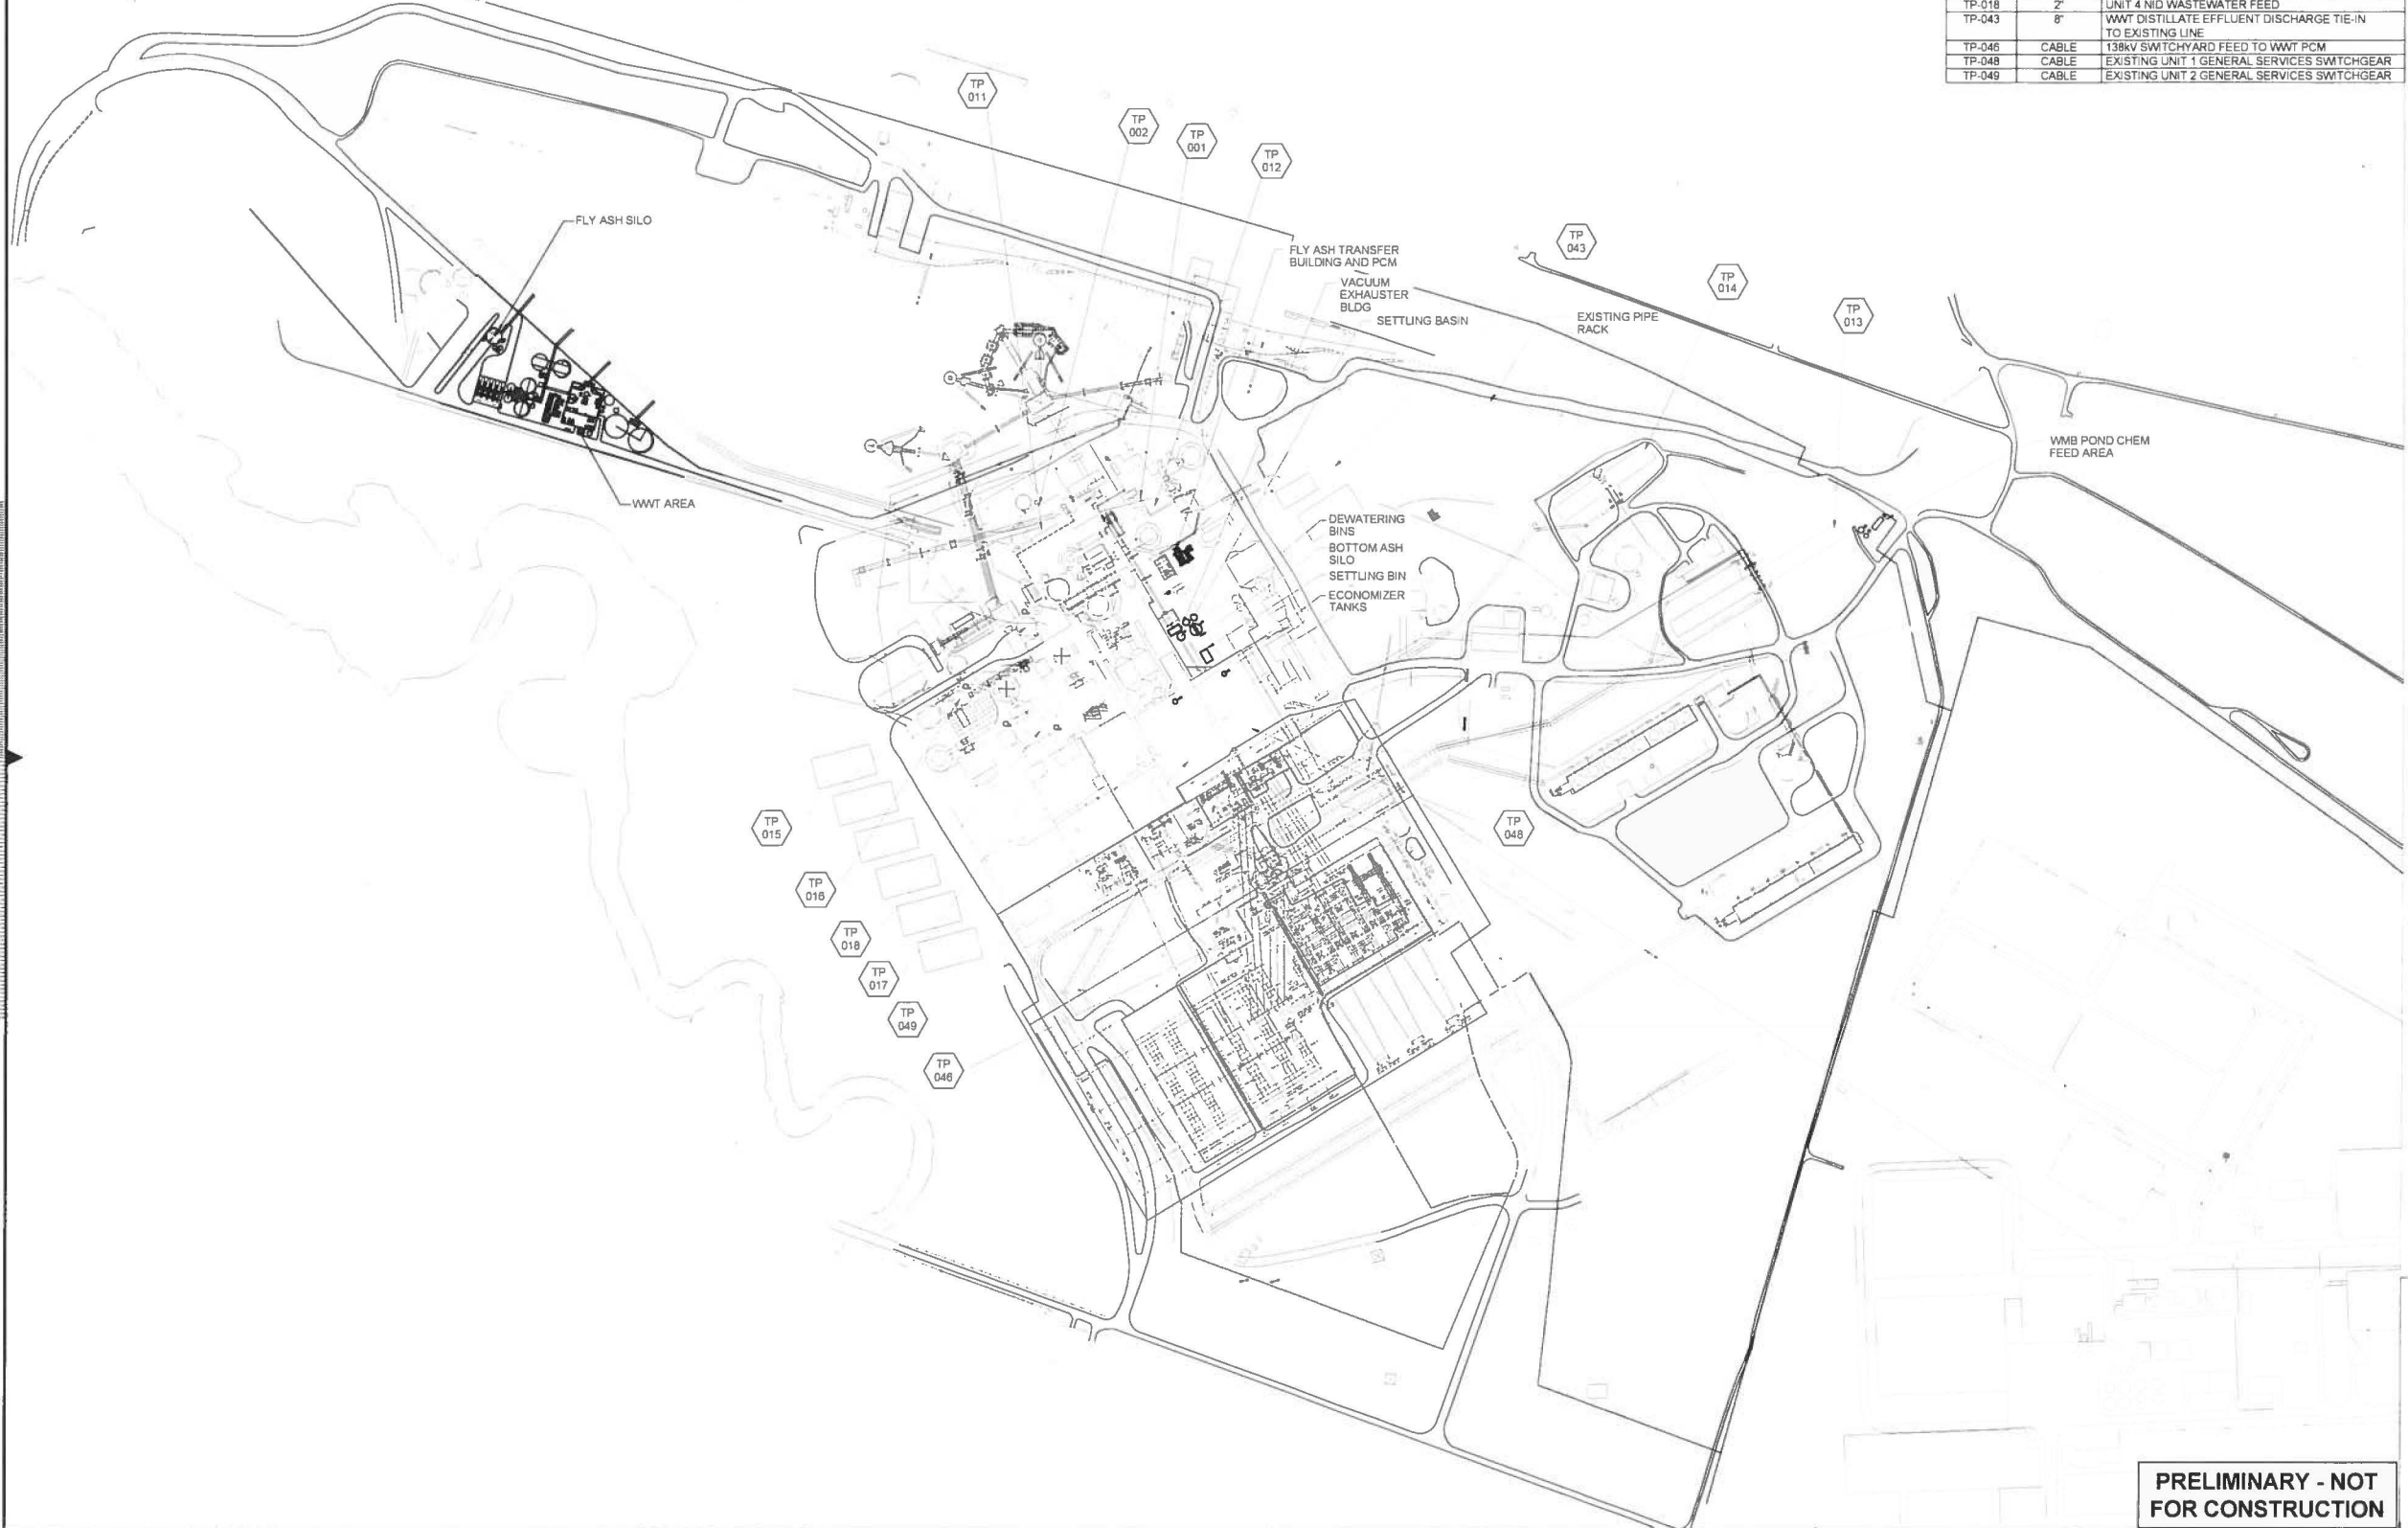 TP-018 2" UNIT 4 NID WASTEWATER FEED
TP-043 8" WWT DISTILLATE EFFLUENT DISCHARGE TIE-IN
TO EXISTING LINE
TP-046 CABLE 138kV SWITCHYARD FEED TO WWT PCM
TP-048 CABLE EXISTING UNIT 1 GENERAL SERVICES SWITCHGEAR
TP-049 CABLE EXISTING UNIT 2 GENERAL SERVICES SWITCHGEAR
TP
011
TP
002
TP
001
TP
012
FLY ASH SILO
TP
043
FLY ASH TRANSFER
BUILDING AND PCM
VACUUM
EXHAUSTER
BLDG
SETTLING BASIN
TP
014
EXISTING PIPE
RACK
TP
013
WMB POND CHEM
FEED AREA
WWT AREA
DEWATERING
BINS
BOTTOM ASH
SILO
SETTLING BIN
ECONOMIZER
TANKS
TP
015
TP
048
TP
016
TP
018
TP
017
TP
049
TP
046
PRELIMINARY - NOT
FOR CONSTRUCTION